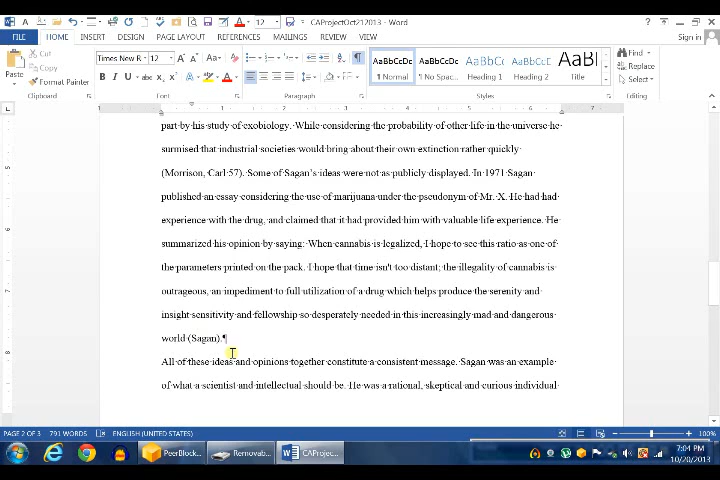 CAProjectOct212013 - Word
FILE HOME INSERT DESIGN PAGE LAYOUT REFERENCES MAILINGS REVIEW VIEW Sign in
Paste
Cut
Copy
Format Painter
Clipboard
Times New R 12
Font
Paragraph
AaBbCcDc AaBbCcDc AaBbCc AaBbCc AaBI
¶ Normal ¶ No Spac... Heading 1 Heading 2 Title
Styles
Find
Replace
Select
Editing
part by his study of exobiology. While considering the probability of other life in the universe he
surmised that industrial societies would bring about their own extinction rather quickly
(Morrison, Carl 57). Some of Sagan's ideas were not as publicly displayed. In 1971 Sagan
published an essay considering the use of marijuana under the pseudonym of Mr. X. He had had
experience with the drug, and claimed that it had provided him with valuable life experience. He
summarized his opinion by saying: When cannabis is legalized, I hope to see this ratio as one of
the parameters printed on the pack. I hope that time isn't too distant; the illegality of cannabis is
outrageous, an impediment to full utilization of a drug which helps produce the serenity and
insight sensitivity and fellowship so desperately needed in this increasingly mad and dangerous
world (Sagan).¶
All of these ideas and opinions together constitute a consistent message. Sagan was an example
of what a scientist and intellectual should be. He was a rational, skeptical and curious individual
PAGE 2 OF 3 791 WORDS ENGLISH (UNITED STATES) 100%
PeerBlock... Removab... CAProjec...
7:04 PM
10/20/2013